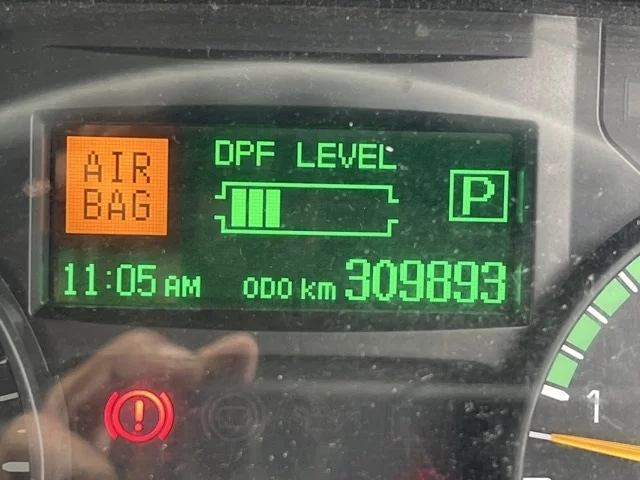 AIR
BAG
DPF LEVEL
P
11:05 AM
ODO km 309893
!
1